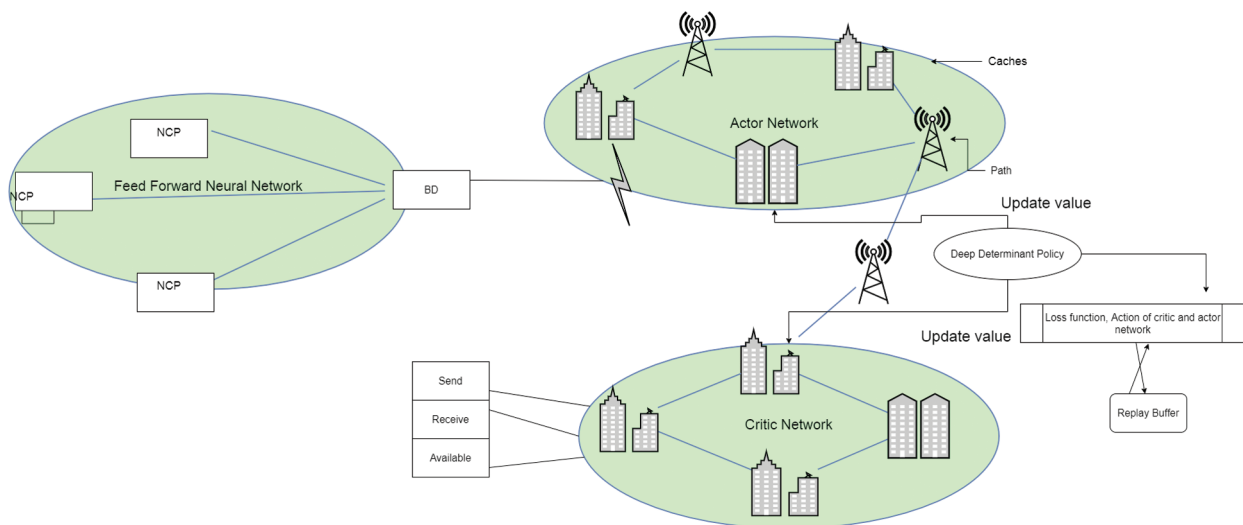 Caches
NCP
Actor Network
Path
Feed Forward Neural Network
NCP
BD
Update value
Deep Determinant Policy
NCP
Loss function, Action of critic and actor
network
Update value
Send
Receive
Available
Critic Network
Replay Buffer